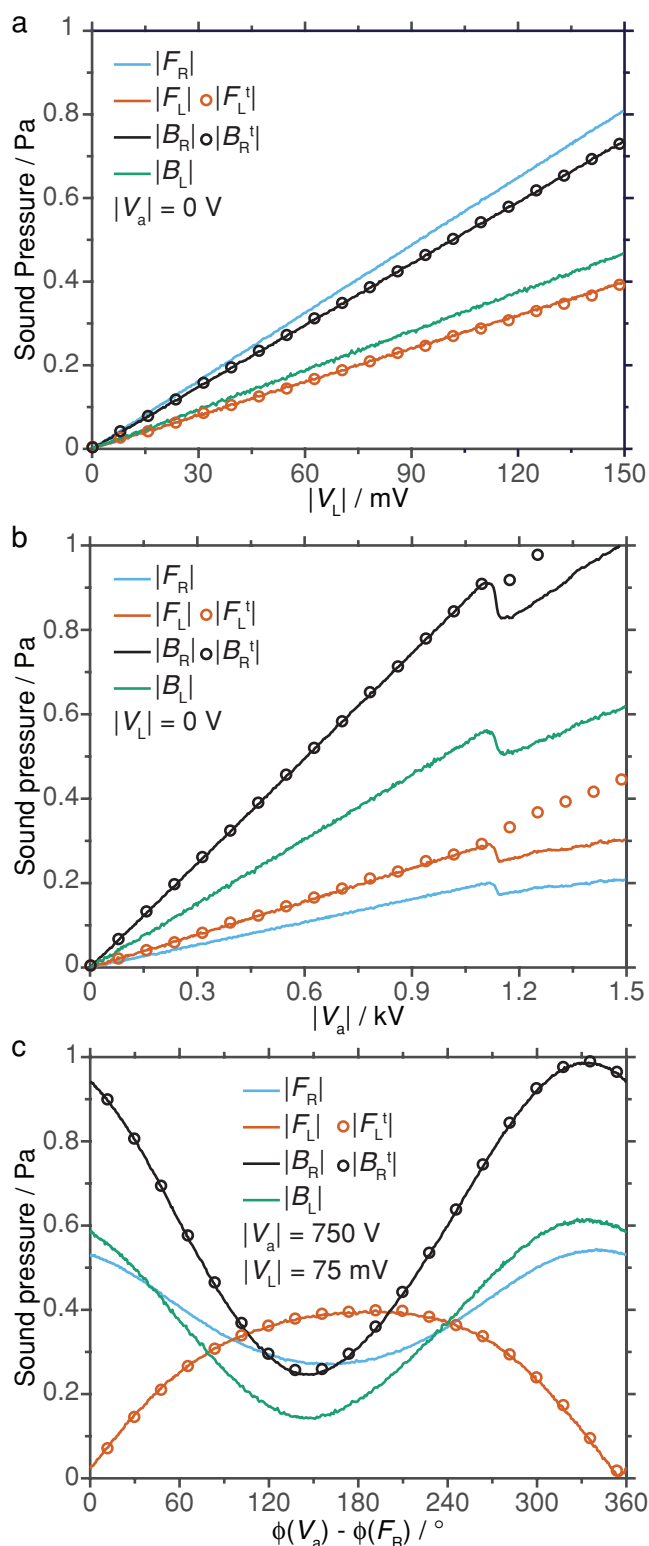 a
1
0.8
0.6
0.4
0.2
0
Sound Pressure / Pa
|F_R|
|F_L| |F_L^t|
|B_R| |B_R^t|
|B_L|
|V_a| = 0 V
0 30 60 90 120 150
|V_L| / mV
b
1
0.8
0.6
0.4
0.2
0
Sound pressure / Pa
|F_R|
|F_L| |F_L^t|
|B_R| |B_R^t|
|B_L|
|V_L| = 0 V
0 0.3 0.6 0.9 1.2 1.5
|V_a| / kV
c
1
0.8
0.6
0.4
0.2
0
Sound pressure / Pa
|F_R|
|F_L| |F_L^t|
|B_R| |B_R^t|
|B_L|
|V_a| = 750 V
|V_L| = 75 mV
0 60 120 180 240 300 360
ϕ(V_a) - ϕ(F_R) / °